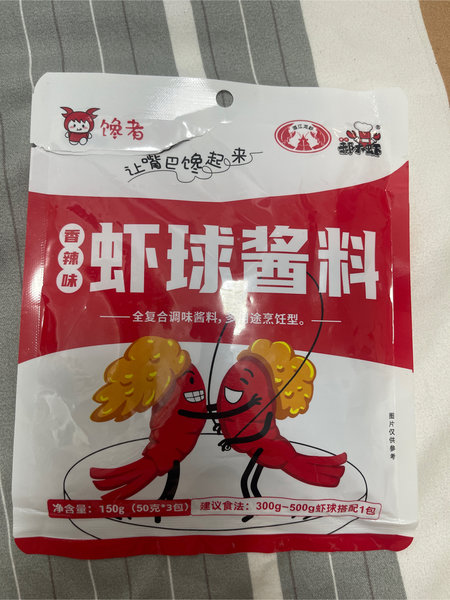 馋者
让嘴巴馋起来
香辣味
虾球酱料
全复合调味酱料，多用途烹饪型。
图片仅供参考
净含量：150g（50克*3包）
建议食法：300g-500g虾球搭配1包